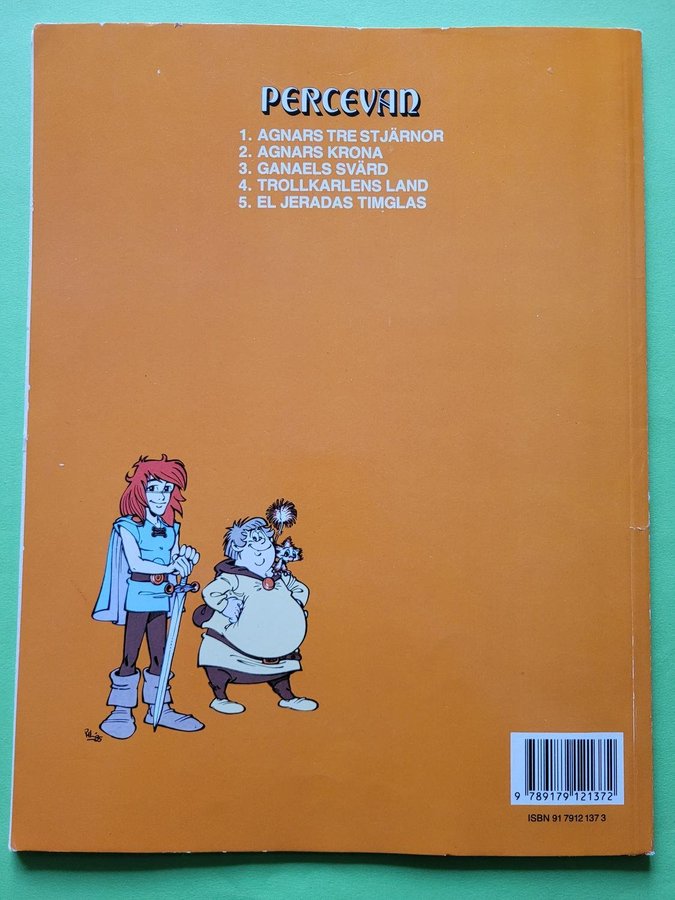 PERCEVAN
1. AGNARS TRE STJÄRNOR
2. AGNARS KRONA
3. GANAELS SVÄRD
4. TROLLKARLENS LAND
5. EL JERADAS TIMGLAS
9 789179 121372
ISBN 91 7912 137 3